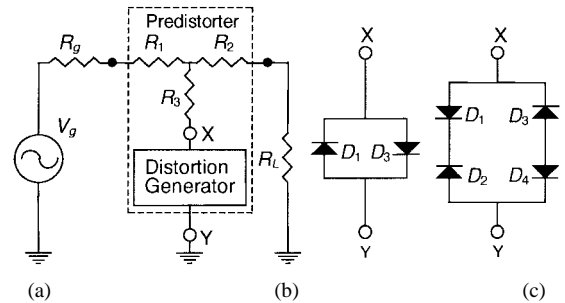 Predistorter
R_g
R_1
R_2
R_3
X
V_g
Distortion
Generator
R_L
Y
X
D_1 D_3
Y
X
D_1 D_3
D_2 D_4
Y
(a) (b) (c)